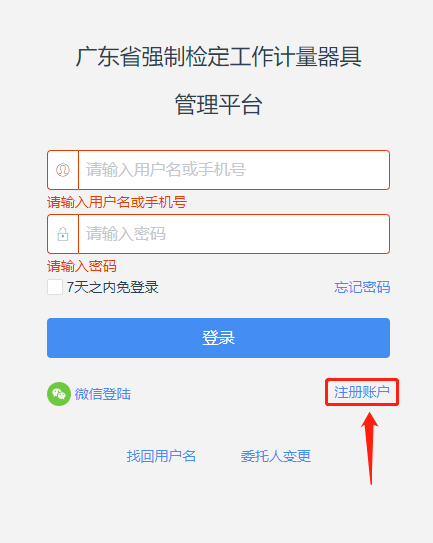 广东省强制检定工作计量器具
管理平台
请输入用户名或手机号
请输入用户名或手机号
请输入密码
请输入密码
7天之内免登录 忘记密码
登录
微信登陆 注册账户
找回用户名 委托人变更